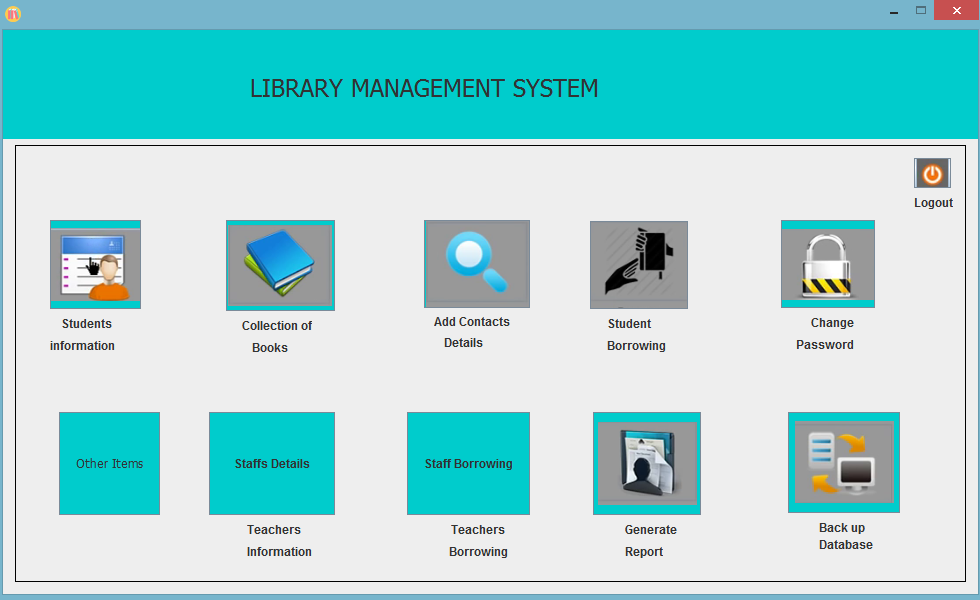 LIBRARY MANAGEMENT SYSTEM
Logout
Students
information
Collection of
Books
Add Contacts
Details
Student
Borrowing
Change
Password
Other Items
Staffs Details
Teachers
Information
Staff Borrowing
Teachers
Borrowing
Generate
Report
Back up
Database